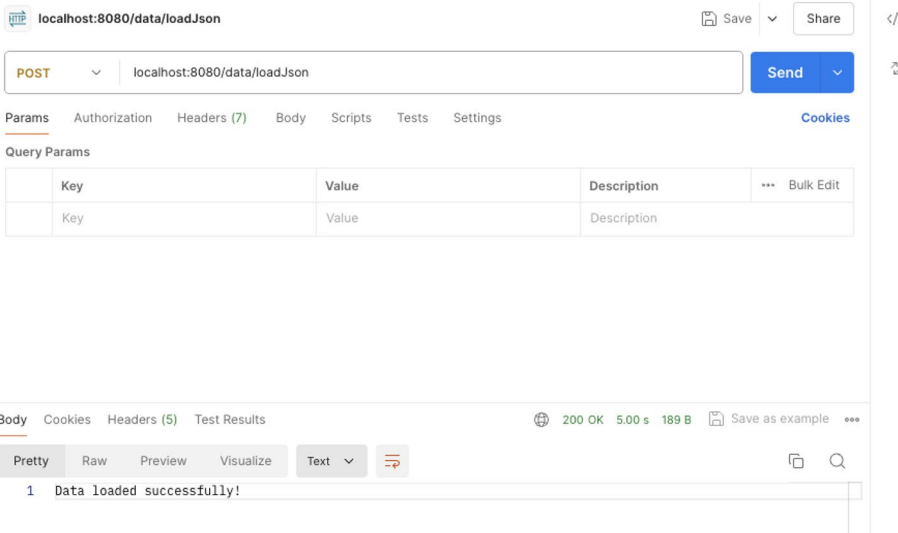 HTTP localhost:8080/data/loadJson Save Share </
POST localhost:8080/data/loadJson Send
Params Authorization Headers (7) Body Scripts Tests Settings Cookies
Query Params
Key Value Description ••• Bulk Edit
Key Value Description
Body Cookies Headers (5) Test Results 200 OK 5.00 s 189 B Save as example •••
Pretty Raw Preview Visualize Text
1 Data loaded successfully!